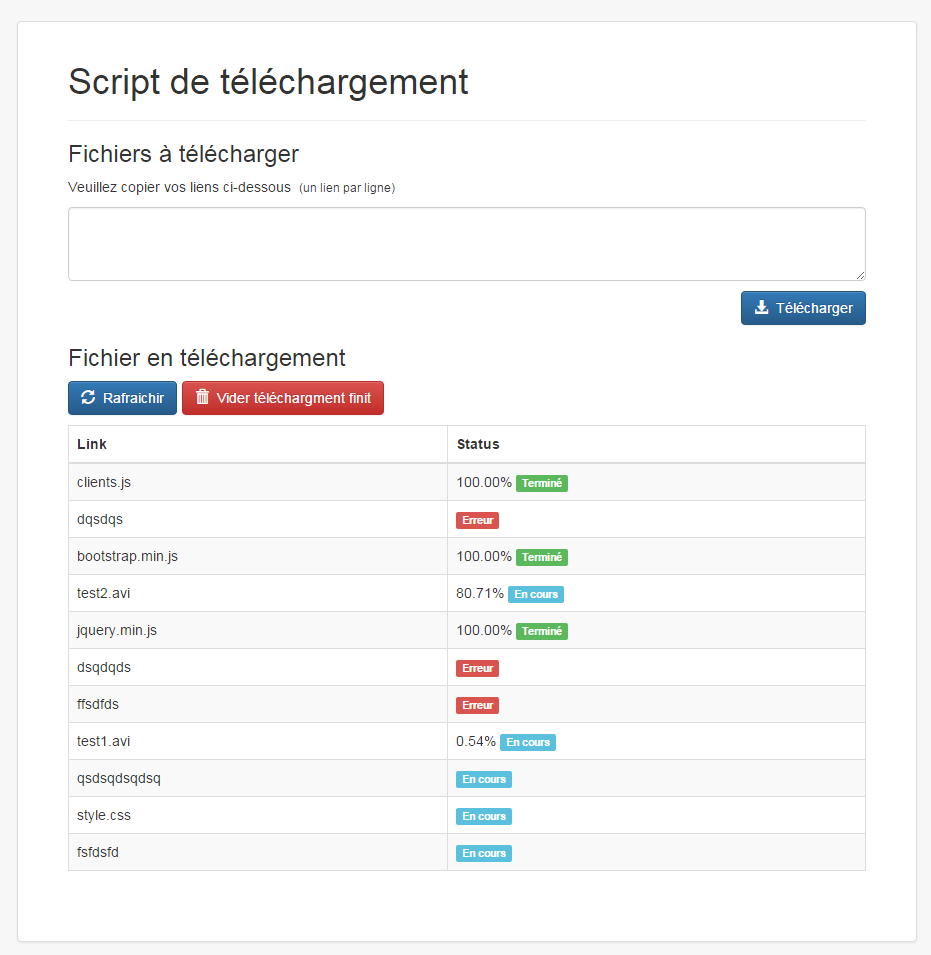 Script de téléchargement
Fichiers à télécharger
Veuillez copier vos liens ci-dessous (un lien par ligne)
Télécharger
Fichier en téléchargement
Rafraichir Vider téléchargment finit
Link Status
clients.js 100.00% Terminé
dqsdqs Erreur
bootstrap.min.js 100.00% Terminé
test2.avi 80.71% En cours
jquery.min.js 100.00% Terminé
dsqdqds Erreur
ffsdfds Erreur
test1.avi 0.54% En cours
qsdsqdsqdsq En cours
style.css En cours
fsfdsfd En cours